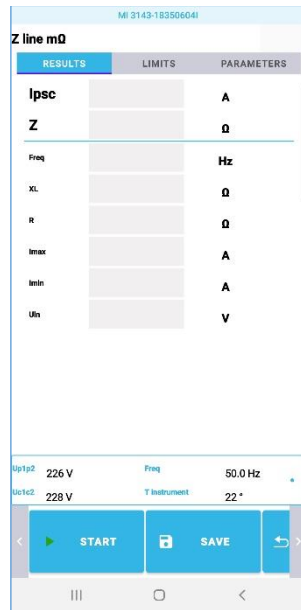 MI 3143-18350604I
Z line mΩ
RESULTS LIMITS PARAMETERS
Ipsc A
Z Ω
Freq Hz
XL Ω
R Ω
Imax A
Imin A
Uln V
Up1p2 226 V Freq 50.0 Hz
Uc1c2 228 V T instrument 22 °
START SAVE